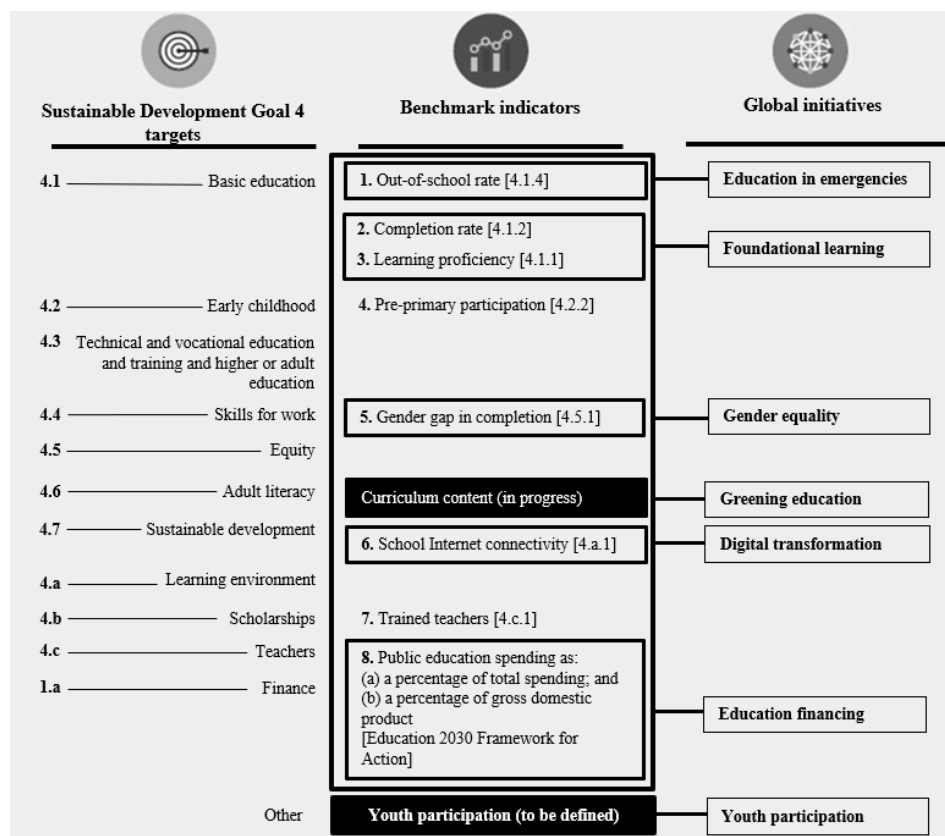 Sustainable Development Goal 4
targets
Benchmark indicators
Global initiatives
4.1 Basic education
1. Out-of-school rate [4.1.4]
Education in emergencies
2. Completion rate [4.1.2]
3. Learning proficiency [4.1.1]
Foundational learning
4.2 Early childhood
4. Pre-primary participation [4.2.2]
4.3 Technical and vocational education
and training and higher or adult
education
4.4 Skills for work
5. Gender gap in completion [4.5.1]
Gender equality
4.5 Equity
4.6 Adult literacy
Curriculum content (in progress)
Greening education
4.7 Sustainable development
6. School Internet connectivity [4.a.1]
Digital transformation
4.a Learning environment
4.b Scholarships
7. Trained teachers [4.c.1]
4.c Teachers
1.a Finance
8. Public education spending as:
(a) a percentage of total spending; and
(b) a percentage of gross domestic
product
[Education 2030 Framework for
Action]
Education financing
Other
Youth participation (to be defined)
Youth participation